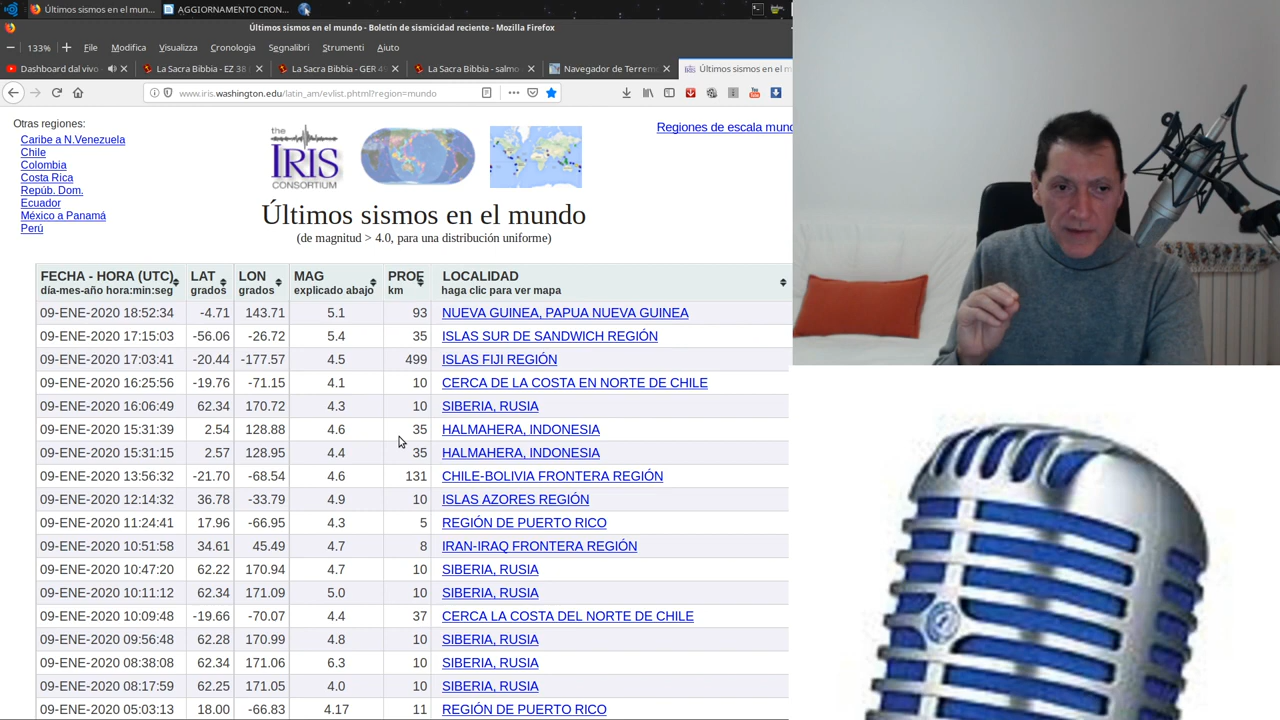 Últimos sismos en el mun...
AGGIORNAMENTO CRON...
Últimos sismos en el mundo - Boletín de sismicidad reciente - Mozilla Firefox
133% File Modifica Visualizza Cronologia Segnalibri Strumenti Aiuto
Dashboard dal vivo La Sacra Bibbia - EZ 38 La Sacra Bibbia - GER 4 La Sacra Bibbia - salmo Navegador de Terrem Últimos sismos en el m
www.iris.washington.edu/latin_am/evlist.phtml?region=mundo
Otras regiones:
Caribe a N.Venezuela
Chile
Colombia
Costa Rica
Repúb. Dom.
Ecuador
México a Panamá
Perú
the
IRIS
CONSORTIUM
Regiones de escala mund
Últimos sismos en el mundo
(de magnitud > 4.0, para una distribución uniforme)
FECHA - HORA (UTC) LAT LON MAG PROF LOCALIDAD
día-mes-año hora:min:seg grados grados explicado abajo km haga clic para ver mapa
09-ENE-2020 18:52:34 -4.71 143.71 5.1 93 NUEVA GUINEA, PAPUA NUEVA GUINEA
09-ENE-2020 17:15:03 -56.06 -26.72 5.4 35 ISLAS SUR DE SANDWICH REGIÓN
09-ENE-2020 17:03:41 -20.44 -177.57 4.5 499 ISLAS FIJI REGIÓN
09-ENE-2020 16:25:56 -19.76 -71.15 4.1 10 CERCA DE LA COSTA EN NORTE DE CHILE
09-ENE-2020 16:06:49 62.34 170.72 4.3 10 SIBERIA, RUSIA
09-ENE-2020 15:31:39 2.54 128.88 4.6 35 HALMAHERA, INDONESIA
09-ENE-2020 15:31:15 2.57 128.95 4.4 35 HALMAHERA, INDONESIA
09-ENE-2020 13:56:32 -21.70 -68.54 4.6 131 CHILE-BOLIVIA FRONTERA REGIÓN
09-ENE-2020 12:14:32 36.78 -33.79 4.9 10 ISLAS AZORES REGIÓN
09-ENE-2020 11:24:41 17.96 -66.95 4.3 5 REGIÓN DE PUERTO RICO
09-ENE-2020 10:51:58 34.61 45.49 4.7 8 IRAN-IRAQ FRONTERA REGIÓN
09-ENE-2020 10:47:20 62.22 170.94 4.7 10 SIBERIA, RUSIA
09-ENE-2020 10:11:12 62.34 171.09 5.0 10 SIBERIA, RUSIA
09-ENE-2020 10:09:48 -19.66 -70.07 4.4 37 CERCA LA COSTA DEL NORTE DE CHILE
09-ENE-2020 09:56:48 62.28 170.99 4.8 10 SIBERIA, RUSIA
09-ENE-2020 08:38:08 62.34 171.06 6.3 10 SIBERIA, RUSIA
09-ENE-2020 08:17:59 62.25 171.05 4.0 10 SIBERIA, RUSIA
09-ENE-2020 05:03:13 18.00 -66.83 4.17 11 REGIÓN DE PUERTO RICO